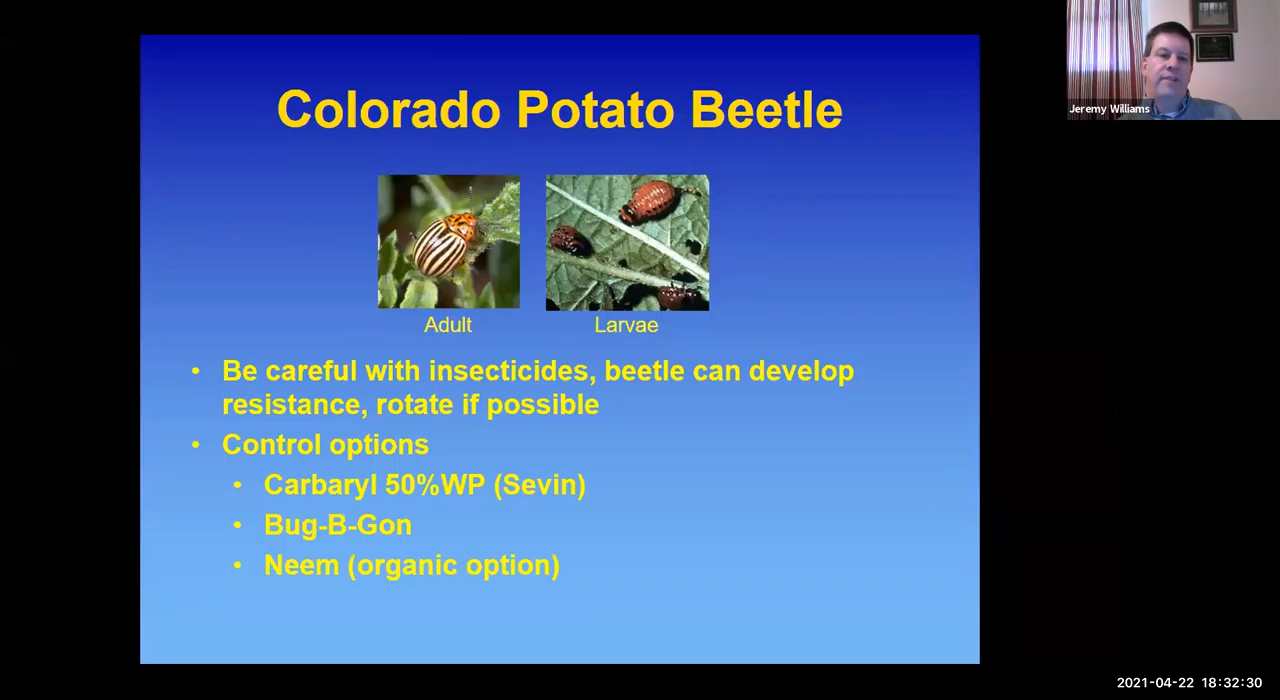 Colorado Potato Beetle
Jeremy Williams
Adult
Larvae
• Be careful with insecticides, beetle can develop
resistance, rotate if possible
• Control options
• Carbaryl 50%WP (Sevin)
• Bug-B-Gon
• Neem (organic option)
2021-04-22 18:32:30